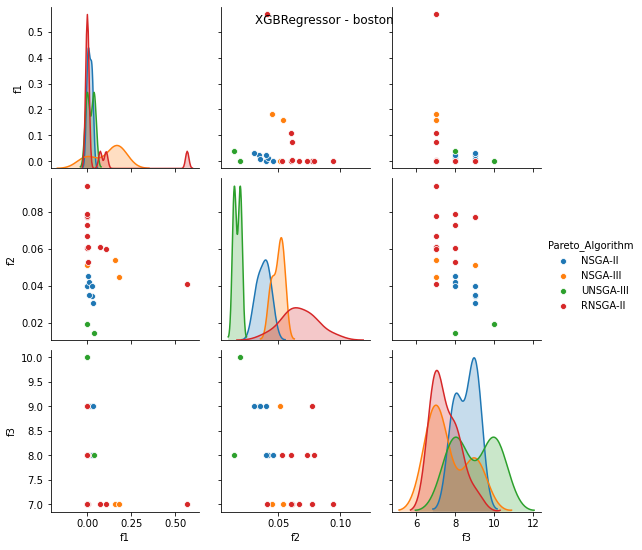 XGBRegressor - boston
f1
0.5
0.4
0.3
0.2
0.1
0.0
f2
0.08
0.06
0.04
0.02
Pareto_Algorithm
NSGA-II
NSGA-III
UNSGA-III
RNSGA-II
f3
10.0
9.5
9.0
8.5
8.0
7.5
7.0
0.00 0.25 0.50
0.05 0.10
6 8 10 12
f1 f2 f3